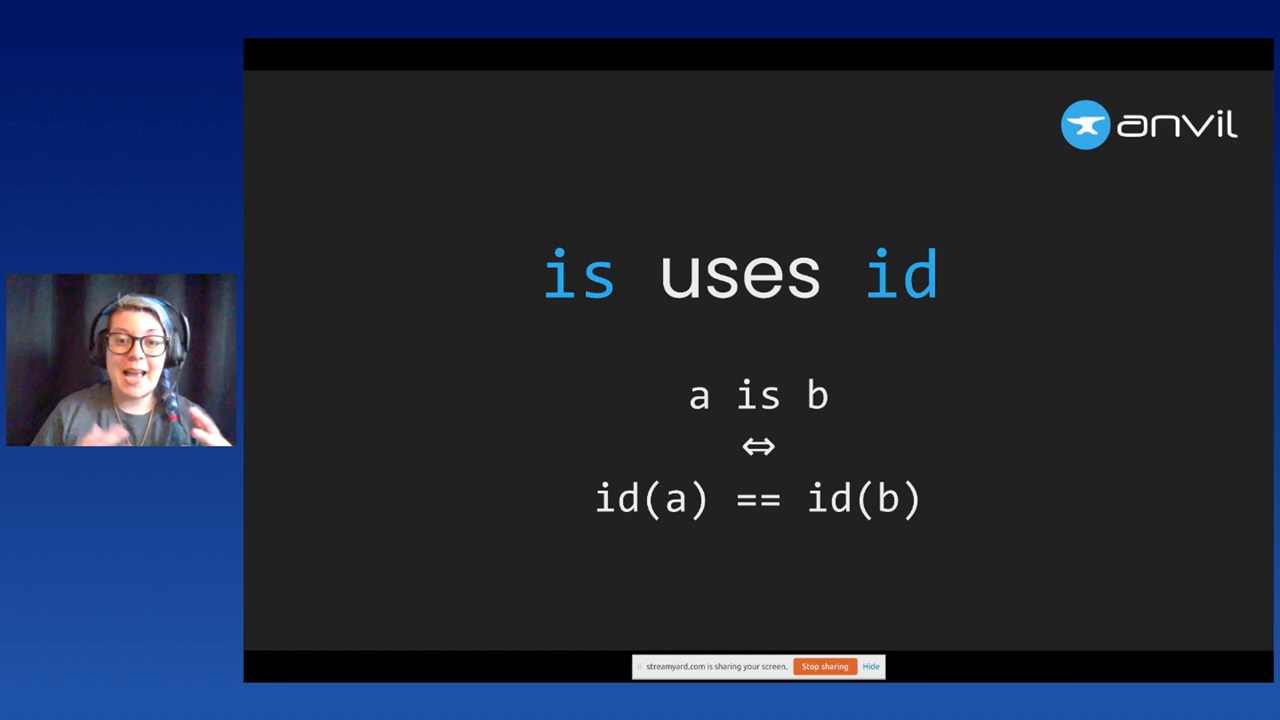 anvil
is uses id
a is b
⇔
id(a) == id(b)
streamyard.com is sharing your screen. Stop sharing Hide